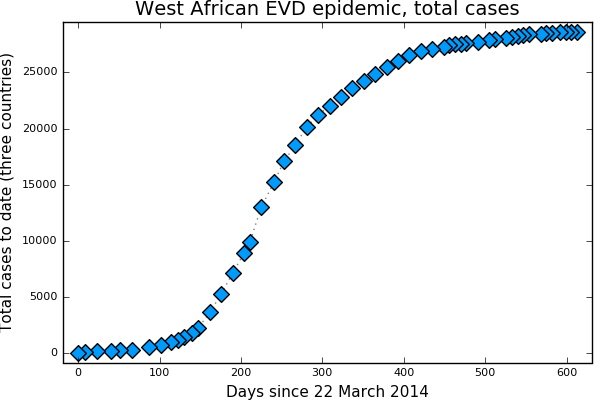 West African EVD epidemic, total cases
Total cases to date (three countries)
25000
20000
15000
10000
5000
0
0 100 200 300 400 500 600
Days since 22 March 2014